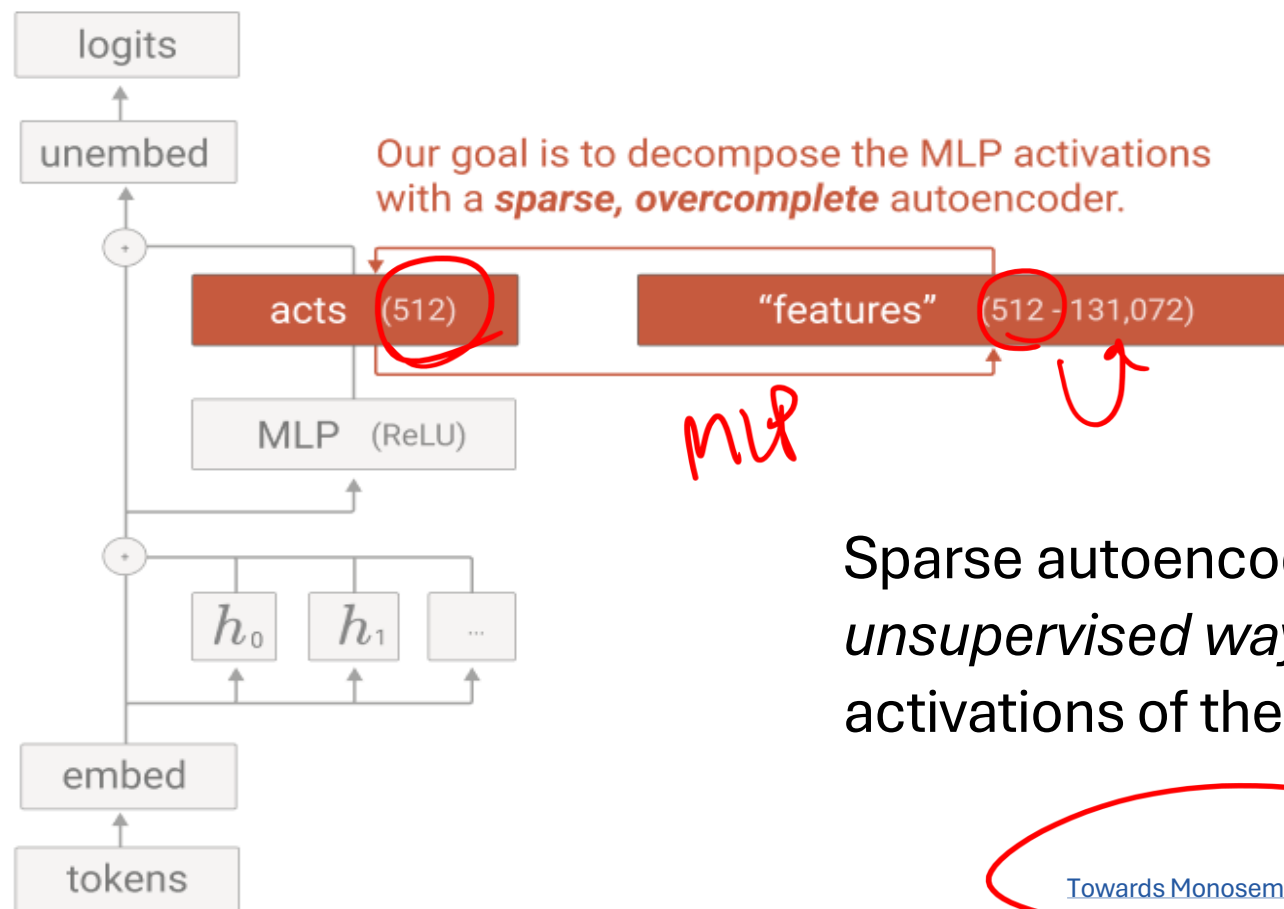 logits
unembed
Our goal is to decompose the MLP activations
with a sparse, overcomplete autoencoder.
+
acts (512)
“features” (512 - 131,072)
MLP
MLP (ReLU)
+
h₀ h₁ ...
Sparse autoenco
unsupervised way
activations of the
embed
tokens
Towards Monosem